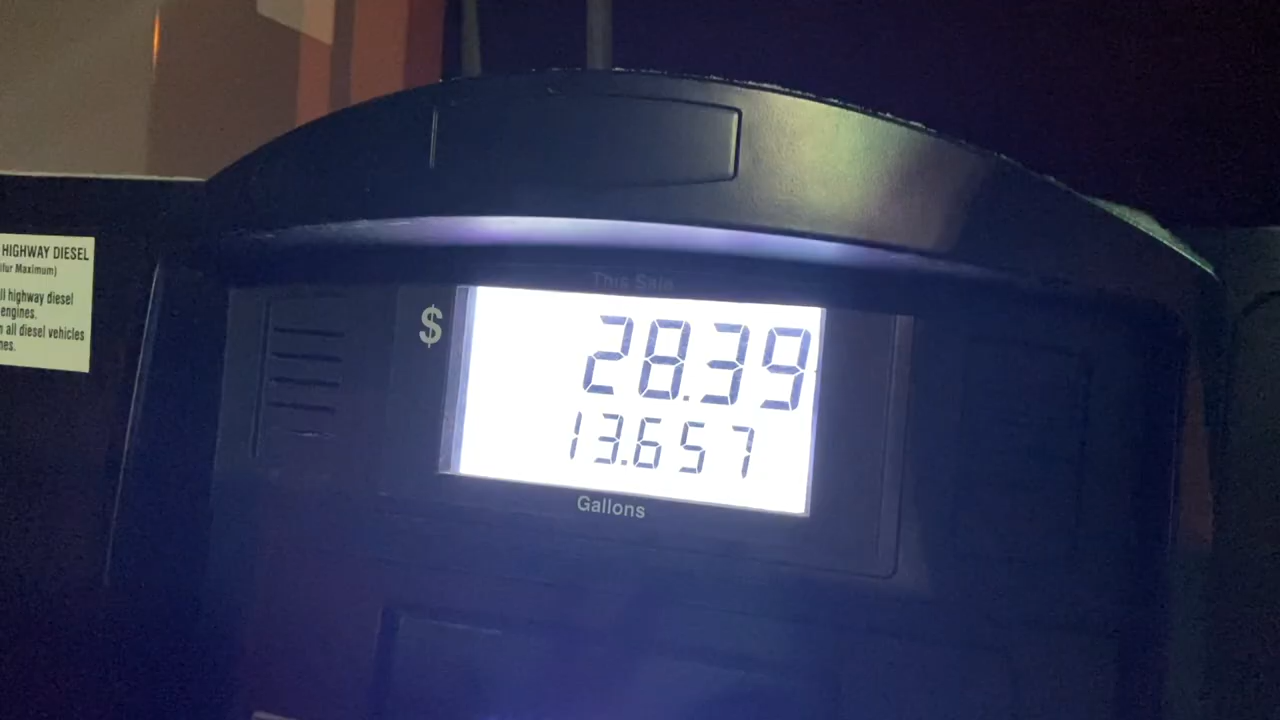 HIGHWAY DIESEL
lfur Maximum)
ll highway diesel
engines.
n all diesel vehicles
nes.
This Sale
$ 28.39
13.657
Gallons